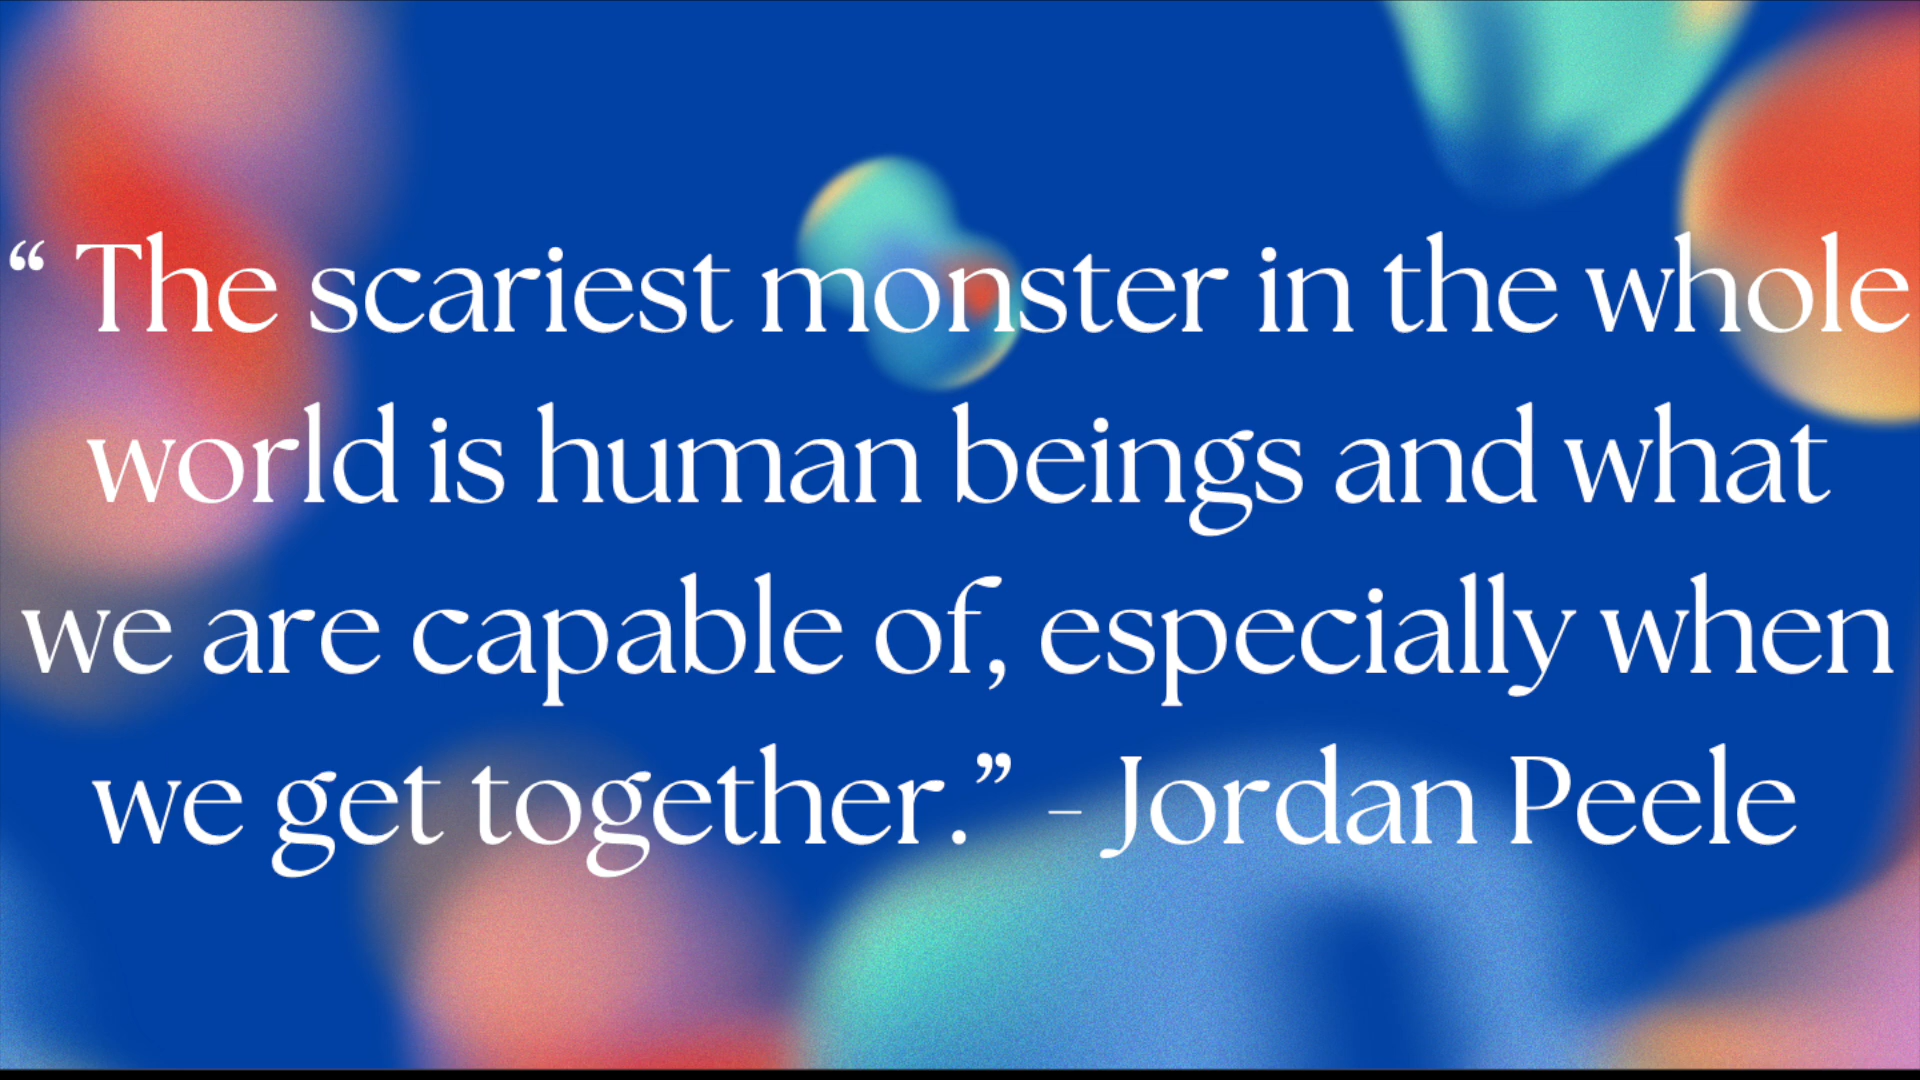 “ The scariest monster in the whole
world is human beings and what
we are capable of, especially when
we get together.” - Jordan Peele